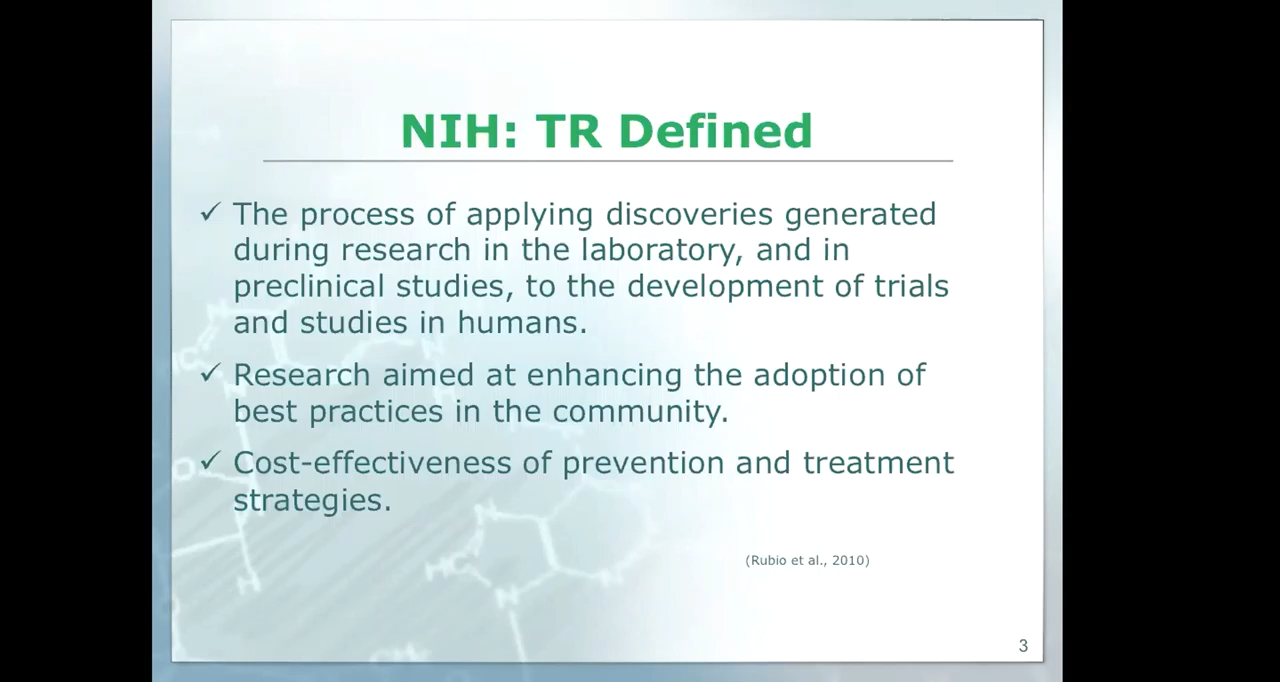 NIH: TR Defined
✓ The process of applying discoveries generated
during research in the laboratory, and in
preclinical studies, to the development of trials
and studies in humans.
✓ Research aimed at enhancing the adoption of
best practices in the community.
✓ Cost-effectiveness of prevention and treatment
strategies.
(Rubio et al., 2010)
3